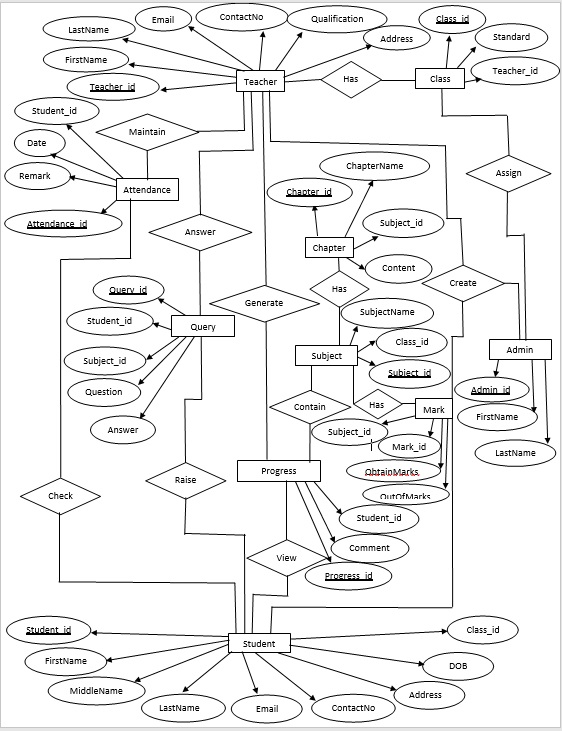 Email
ContactNo
Qualification
Class_id
LastName
Address
Standard
FirstName
Teacher_id
Teacher
Has
Class
Teacher_id
Student_id
Maintain
Date
Remark
Attendance
Attendance_id
ChapterName
Chapter_id
Assign
Subject_id
Answer
Chapter
Content
Query_id
Has
Create
Generate
SubjectName
Student_id
Query
Class_id
Subject_id
Subject
Admin
Subject_id
Question
Admin_id
Has
Contain
Mark
FirstName
Answer
Subject_id
Mark_id
LastName
Progress
ObtainMarks
Raise
Check
OutOfMarks
Student_id
Comment
View
Progress_id
Student_id
Student
Class_id
FirstName
DOB
MiddleName
Address
LastName
Email
ContactNo